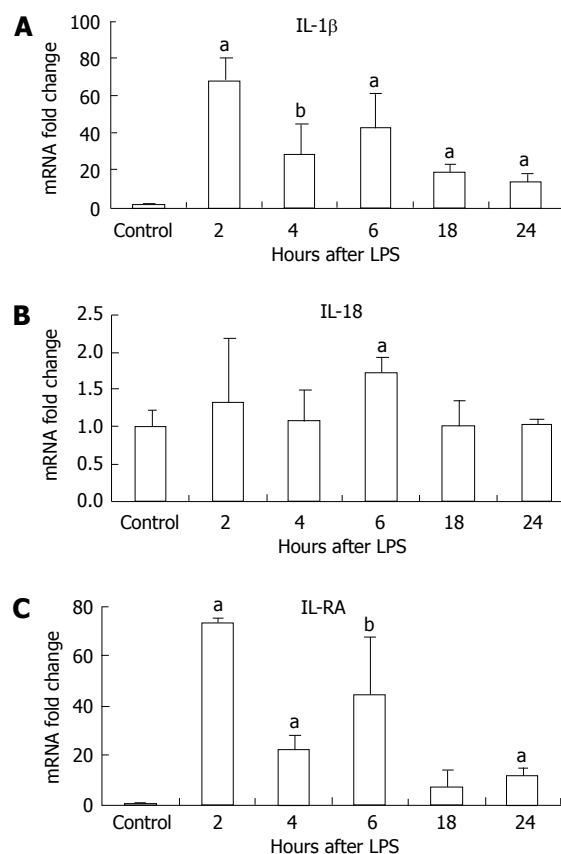 A
IL-1β
mRNA fold change
100
80
60
40
20
0
a
b
a
a
a
Control 2 4 6 18 24
Hours after LPS
B
IL-18
mRNA fold change
2.5
2.0
1.5
1.0
0.5
0.0
a
Control 2 4 6 18 24
Hours after LPS
C
IL-RA
mRNA fold change
80
60
40
20
0
a
a
b
a
Control 2 4 6 18 24
Hours after LPS